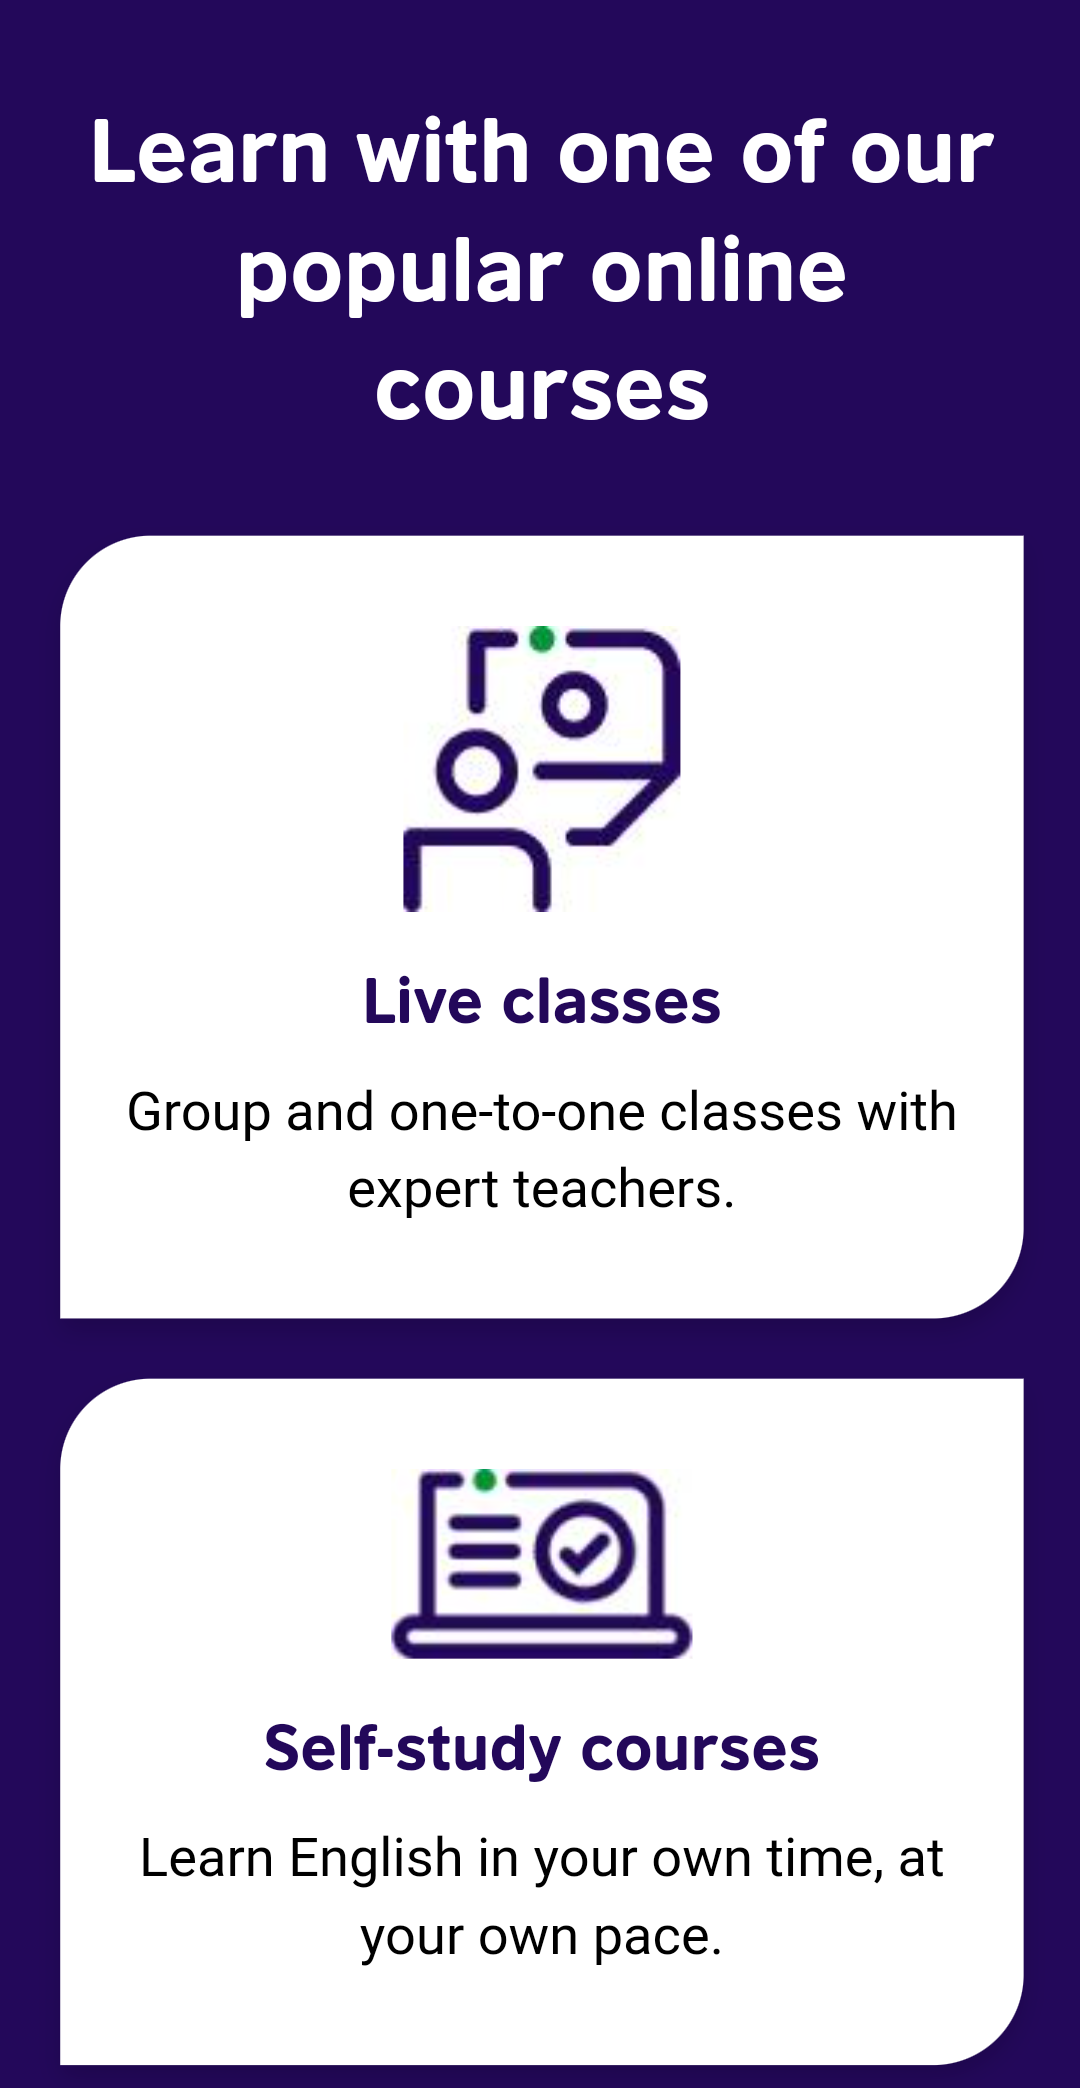 Learn with one of our
popular online
courses
Live classes
Group and one-to-one classes with
expert teachers.
Self-study courses
Learn English in your own time, at
your own pace.